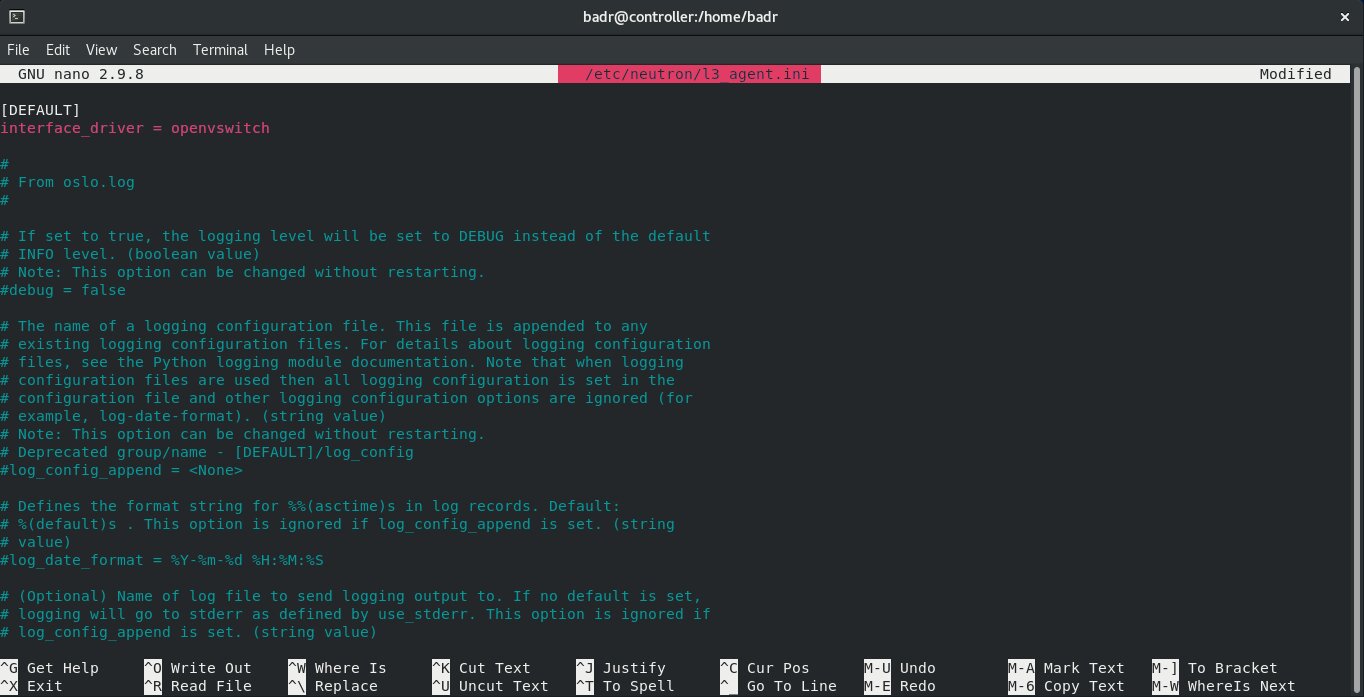 badr@controller:/home/badr
File Edit View Search Terminal Help
GNU nano 2.9.8 /etc/neutron/l3_agent.ini Modified
[DEFAULT]
interface_driver = openvswitch
#
# From oslo.log
#
# If set to true, the logging level will be set to DEBUG instead of the default
# INFO level. (boolean value)
# Note: This option can be changed without restarting.
#debug = false
# The name of a logging configuration file. This file is appended to any
# existing logging configuration files. For details about logging configuration
# files, see the Python logging module documentation. Note that when logging
# configuration files are used then all logging configuration is set in the
# configuration file and other logging configuration options are ignored (for
# example, log-date-format). (string value)
# Note: This option can be changed without restarting.
# Deprecated group/name - [DEFAULT]/log_config
#log_config_append = <None>
# Defines the format string for %%(asctime)s in log records. Default:
# %(default)s . This option is ignored if log_config_append is set. (string
# value)
#log_date_format = %Y-%m-%d %H:%M:%S
# (Optional) Name of log file to send logging output to. If no default is set,
# logging will go to stderr as defined by use_stderr. This option is ignored if
# log_config_append is set. (string value)
^G Get Help ^O Write Out ^W Where Is ^K Cut Text ^J Justify ^C Cur Pos M-U Undo M-A Mark Text M-] To Bracket
^X Exit ^R Read File ^\ Replace ^U Uncut Text ^T To Spell ^_ Go To Line M-E Redo M-6 Copy Text M-W WhereIs Next